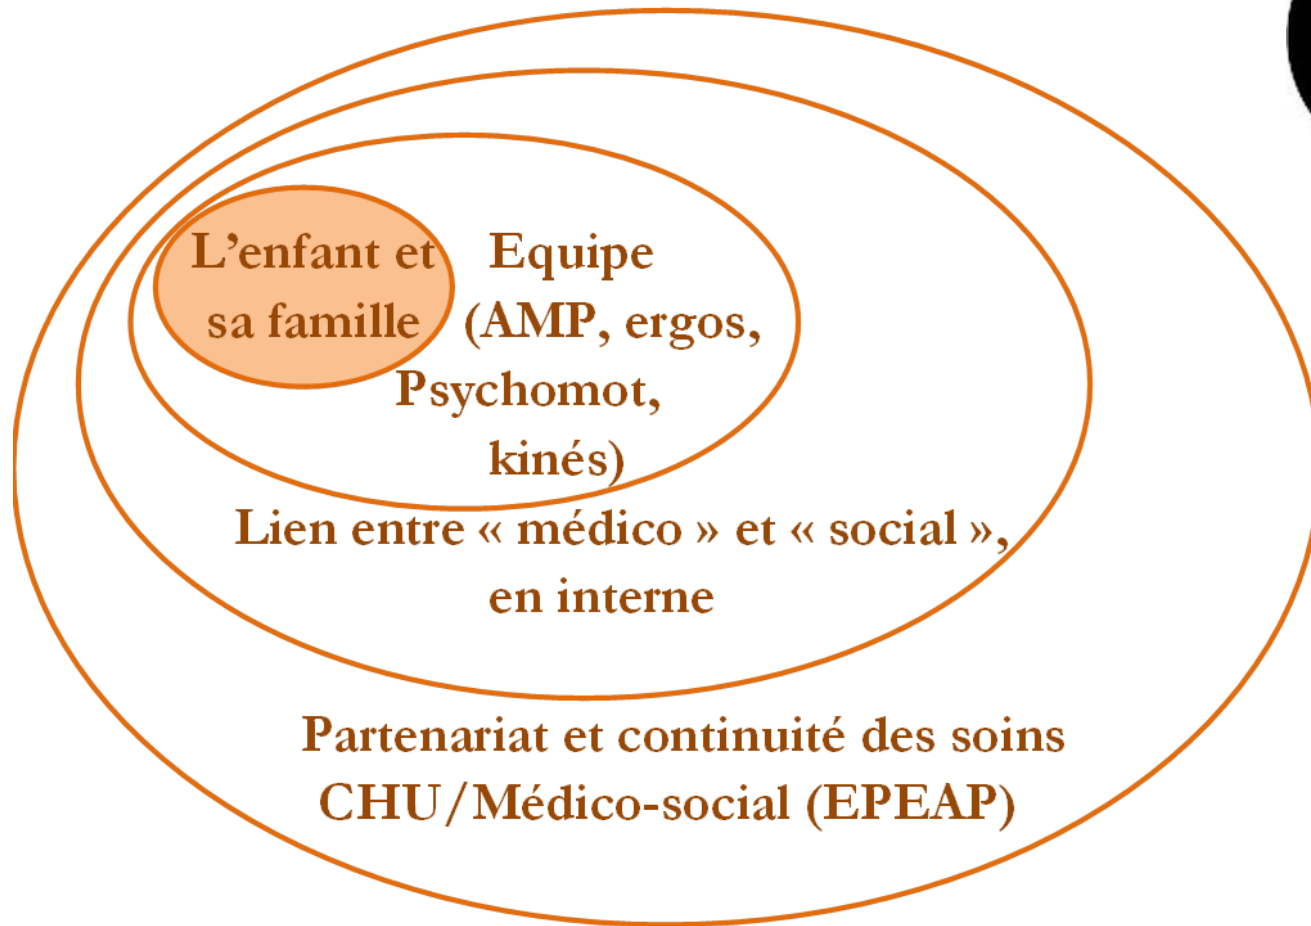 L’enfant et
sa famille
Equipe
(AMP, ergos,
Psychomot,
kinés)
Lien entre « médico » et « social »,
en interne
Partenariat et continuité des soins
CHU/Médico-social (EPEAP)